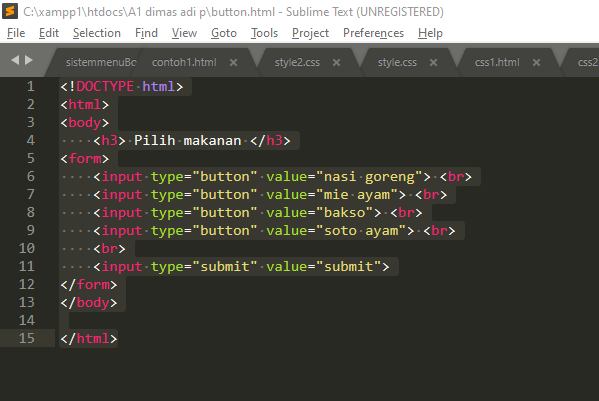 C:\xampp1\htdocs\A1 dimas adi p\button.html - Sublime Text (UNREGISTERED)
File Edit Selection Find View Goto Tools Project Preferences Help
sistemmenuBo contoh1.html × style2.css × style.css × css1.html × css2
1 <!DOCTYPE html>
2 <html>
3 <body>
4 <h3> Pilih makanan </h3>
5 <form>
6 <input type="button" value="nasi goreng"> <br>
7 <input type="button" value="mie ayam"> <br>
8 <input type="button" value="bakso"> <br>
9 <input type="button" value="soto ayam"> <br>
10 <br>
11 <input type="submit" value="submit">
12 </form>
13 </body>
14
15 </html>